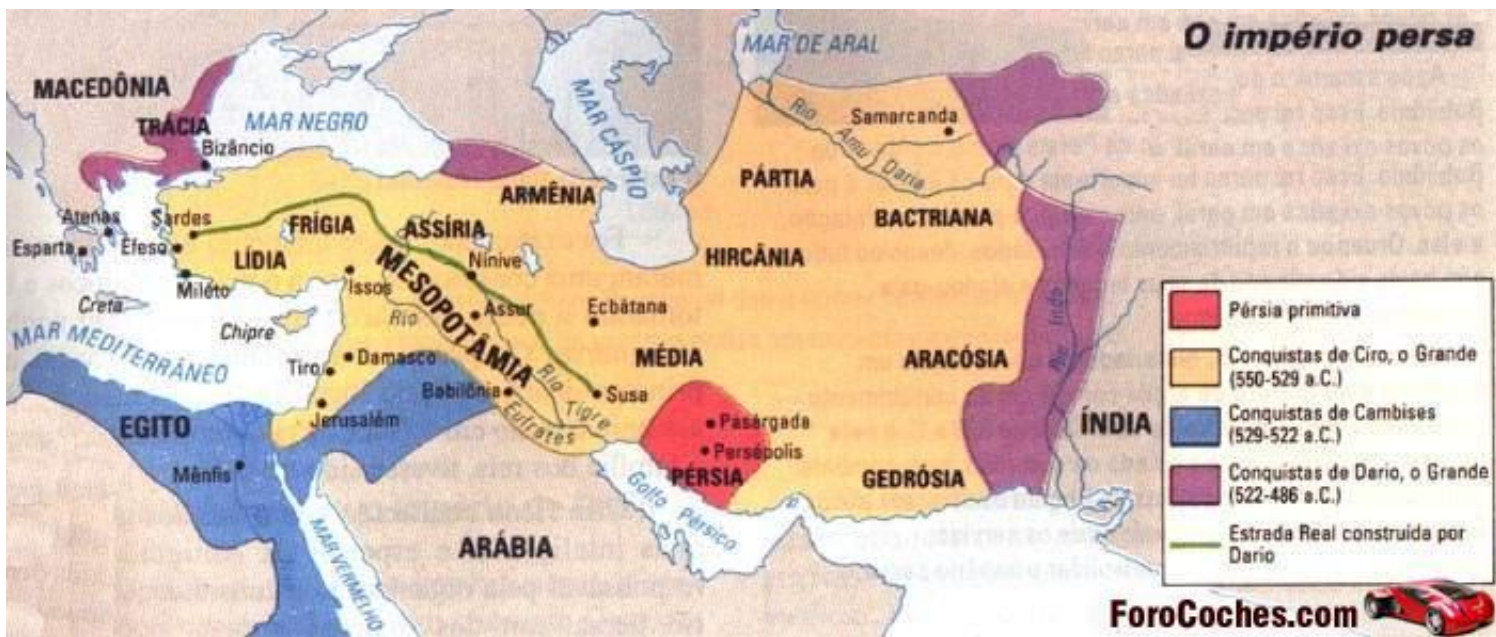 O império persa
MAR DE ARAL
MACEDÔNIA
TRÁCIA
MAR NEGRO
Bizâncio
MAR CÁSPIO
Samarcanda
Rio Amu Daria
PÁRTIA
ARMÊNIA
BACTRIANA
Atenas
Sardes
FRÍGIA
ASSÍRIA
Esparta
Éfeso
LÍDIA
HIRCÂNIA
MESOPOTÂMIA
Nínive
Mileto
Issos
Creta
Chipre
Rio
Assur
Ecbátana
Rio Indo
MAR MEDITERRÂNEO
Damasco
MÉDIA
ARACÓSIA
Tiro
Babilônia
Rio Tigre
Susa
Jerusalém
Eufrates
Pasárgada
ÍNDIA
EGITO
Persépolis
Mênfis
PÉRSIA
GEDRÓSIA
Golfo Pérsico
ARÁBIA
MAR VERMELHO
Pérsia primitiva
Conquistas de Ciro, o Grande
(550-529 a.C.)
Conquistas de Cambises
(529-522 a.C.)
Conquistas de Dario, o Grande
(522-486 a.C.)
Estrada Real construída por
Dario
ForoCoches.com